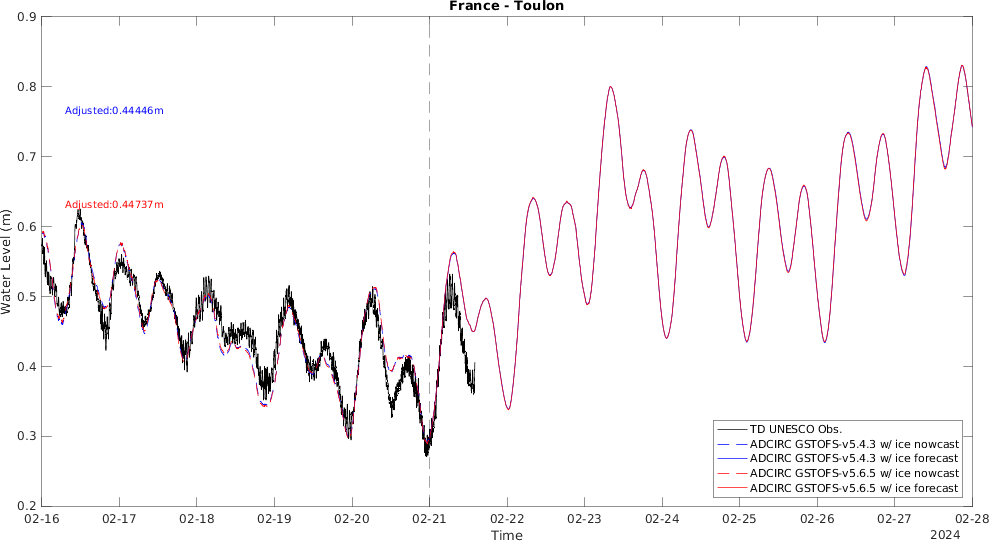 France - Toulon
0.9
0.8
0.7
0.6
0.5
0.4
0.3
0.2
Water Level (m)
Adjusted:0.44446m
Adjusted:0.44737m
TD UNESCO Obs.
ADCIRC GSTOFS-v5.4.3 w/ ice nowcast
ADCIRC GSTOFS-v5.4.3 w/ ice forecast
ADCIRC GSTOFS-v5.6.5 w/ ice nowcast
ADCIRC GSTOFS-v5.6.5 w/ ice forecast
02-16 02-17 02-18 02-19 02-20 02-21 02-22 02-23 02-24 02-25 02-26 02-27 02-28
Time
2024